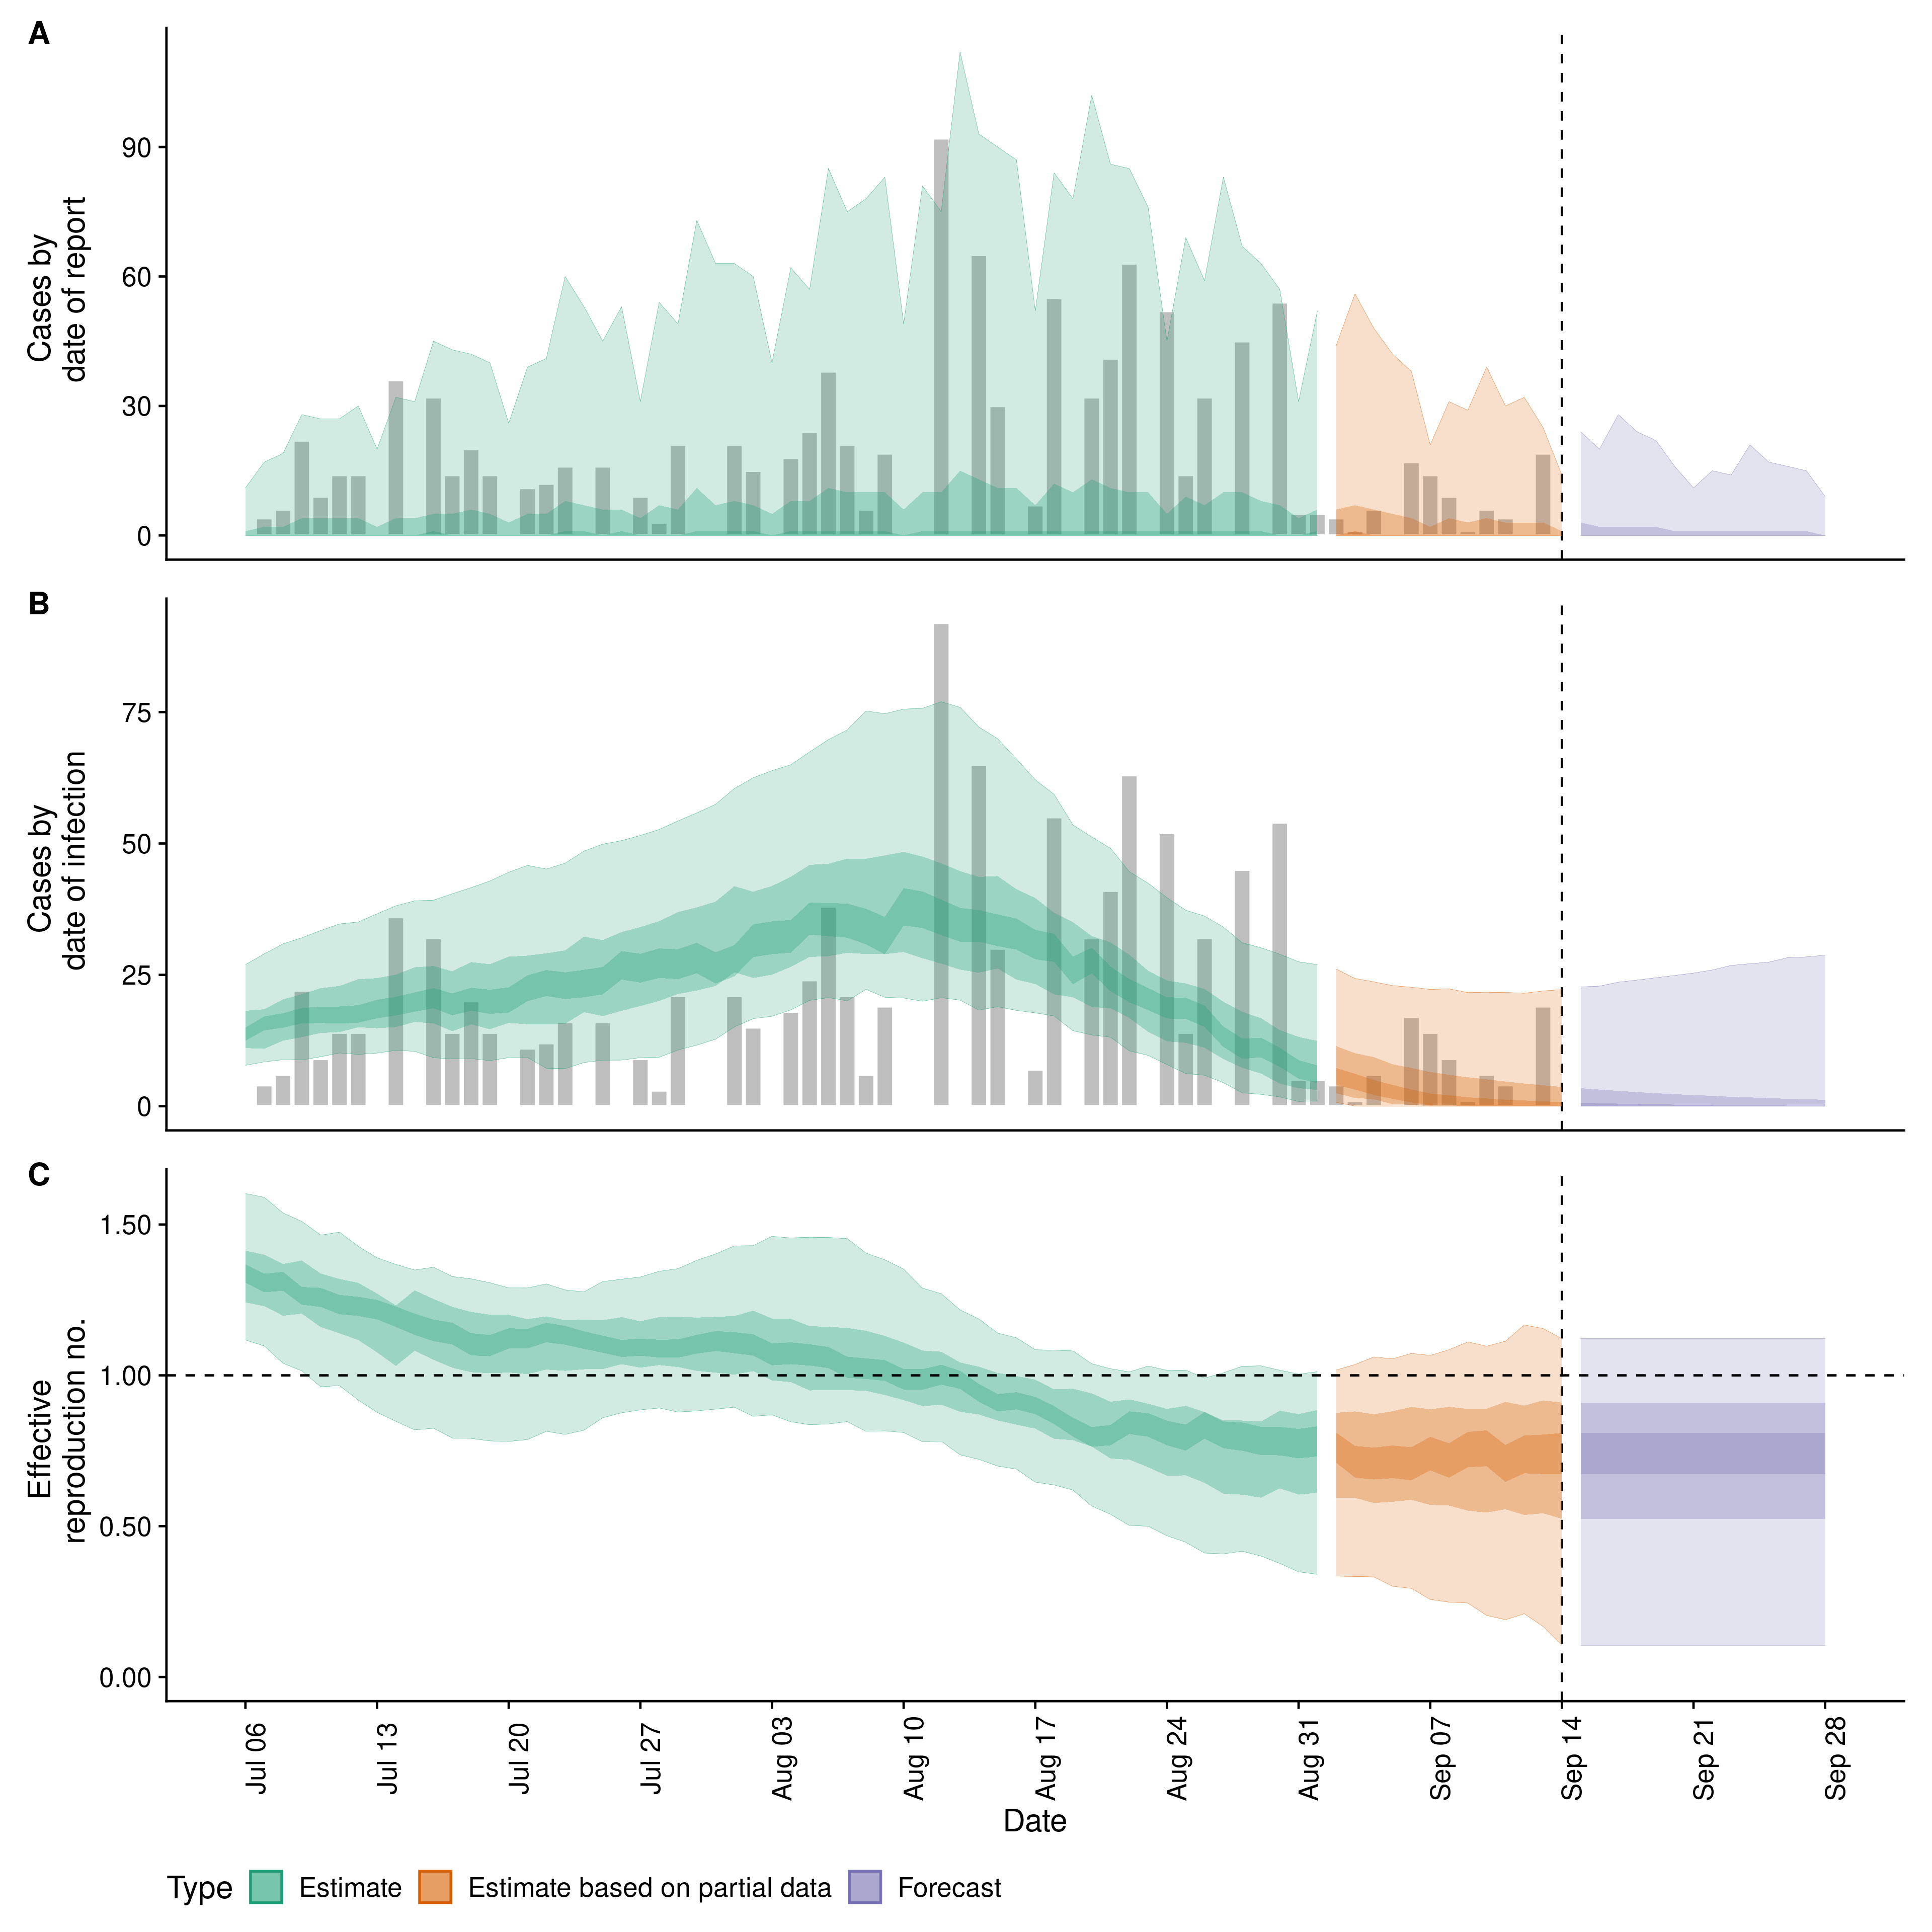 A
Cases by
date of report
90
60
30
0
B
Cases by
date of infection
75
50
25
0
C
Effective
reproduction no.
1.50
1.00
0.50
0.00
Jul 06
Jul 13
Jul 20
Jul 27
Aug 03
Aug 10
Aug 17
Aug 24
Aug 31
Sep 07
Sep 14
Sep 21
Sep 28
Date
Type Estimate Estimate based on partial data Forecast